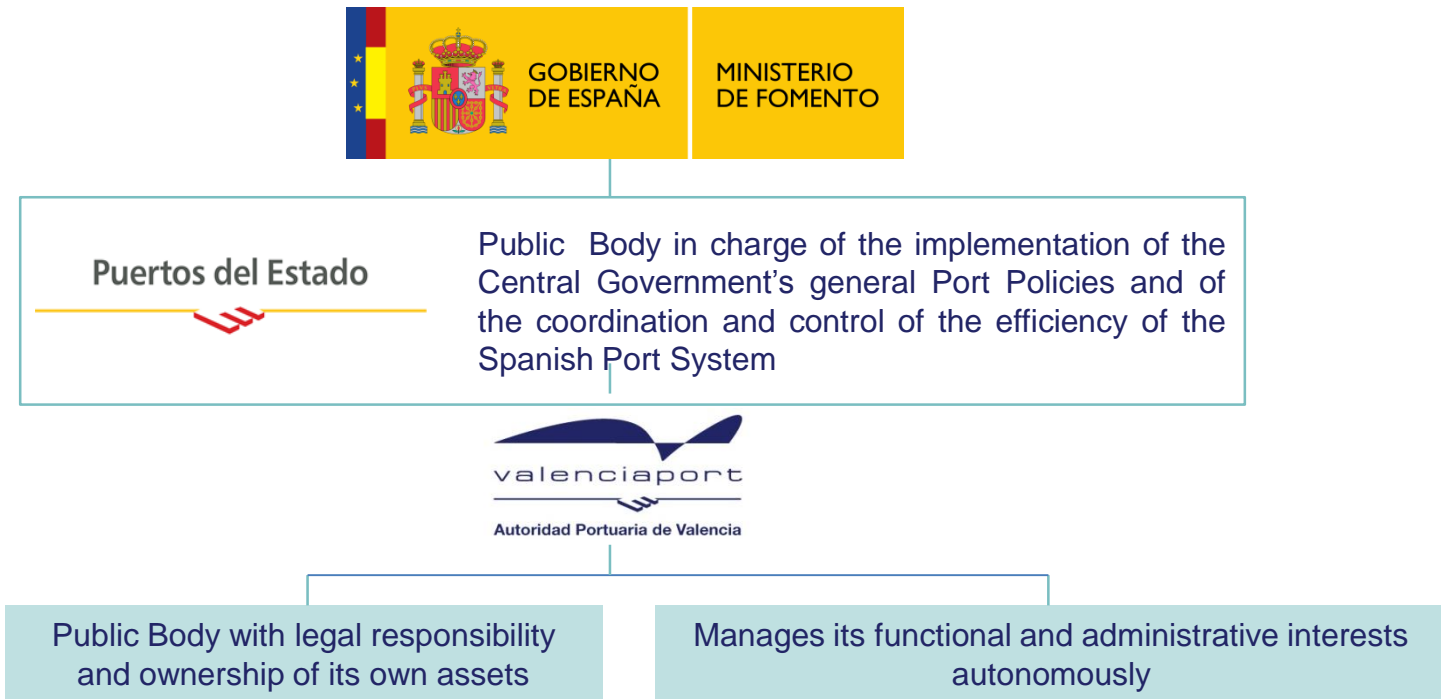 GOBIERNO
DE ESPAÑA
MINISTERIO
DE FOMENTO
Puertos del Estado
Public Body in charge of the implementation of the
Central Government’s general Port Policies and of
the coordination and control of the efficiency of the
Spanish Port System
valenciaport
Autoridad Portuaria de Valencia
Public Body with legal responsibility
and ownership of its own assets
Manages its functional and administrative interests
autonomously